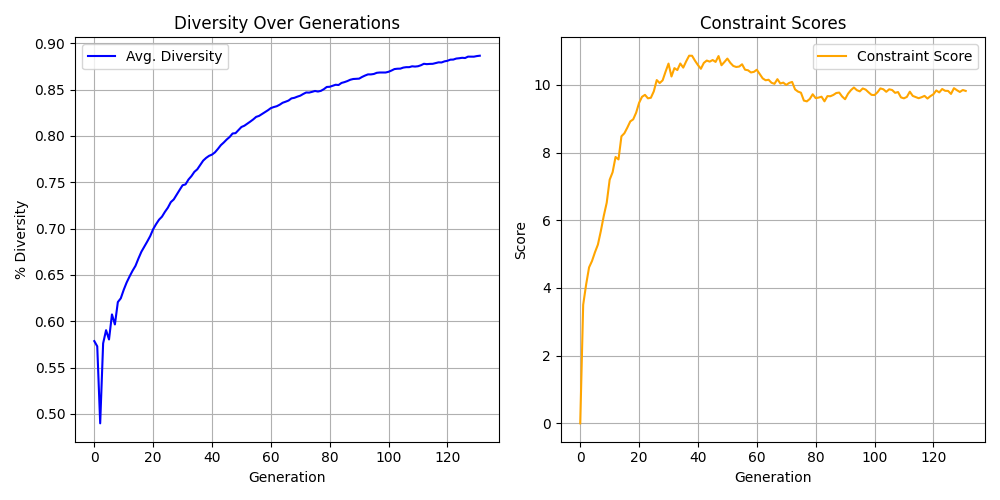 Diversity Over Generations
Avg. Diversity
% Diversity
0.90
0.85
0.80
0.75
0.70
0.65
0.60
0.55
0.50
0 20 40 60 80 100 120
Generation
Constraint Scores
Constraint Score
Score
10
8
6
4
2
0
0 20 40 60 80 100 120
Generation